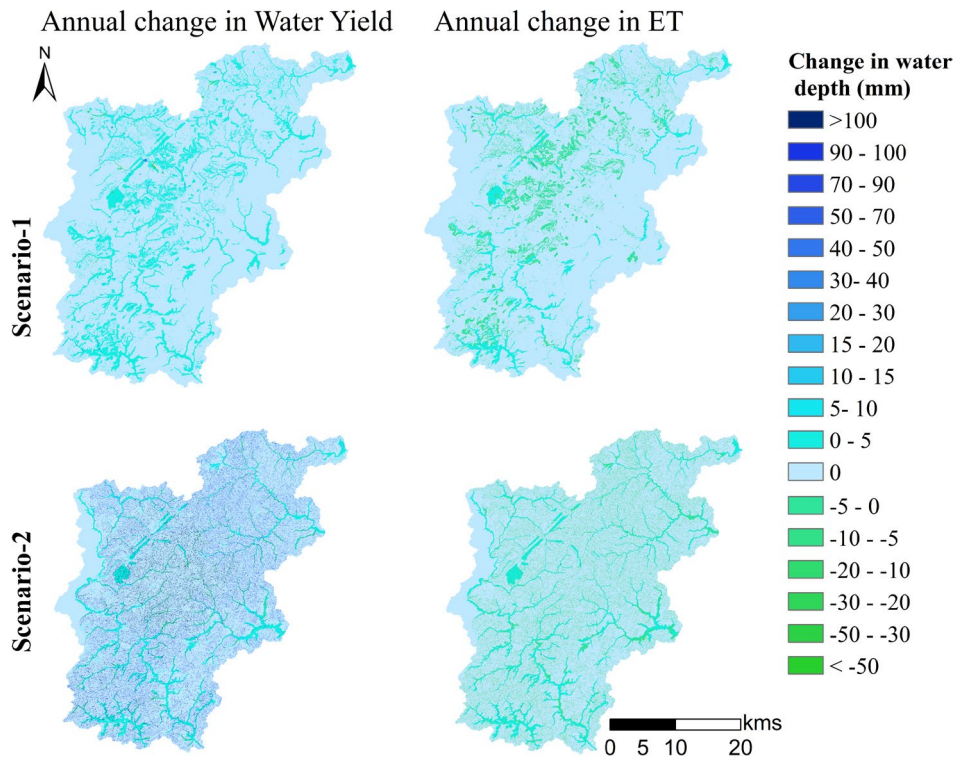 Annual change in Water Yield
Annual change in ET
N
Scenario-1
Scenario-2
Change in water
depth (mm)
>100
90 - 100
70 - 90
50 - 70
40 - 50
30- 40
20 - 30
15 - 20
10 - 15
5- 10
0 - 5
0
-5 - 0
-10 - -5
-20 - -10
-30 - -20
-50 - -30
< -50
kms
0 5 10 20